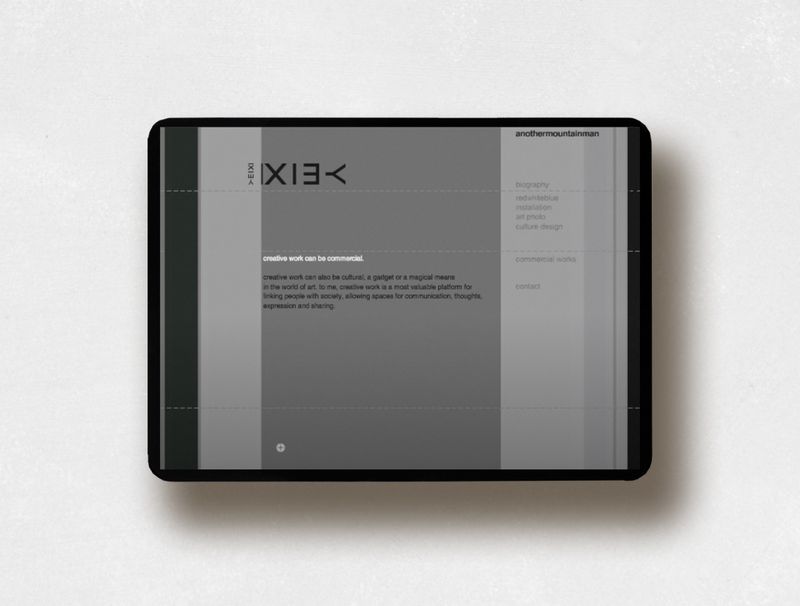 anothermountainman
biography
redwhiteblue
installation
art photo
culture design
commercial works
contact
creative work can be commercial.
creative work can also be cultural, a gadget or a magical means
in the world of art. to me, creative work is a most valuable platform for
linking people with society, allowing spaces for communication, thoughts,
expression and sharing.